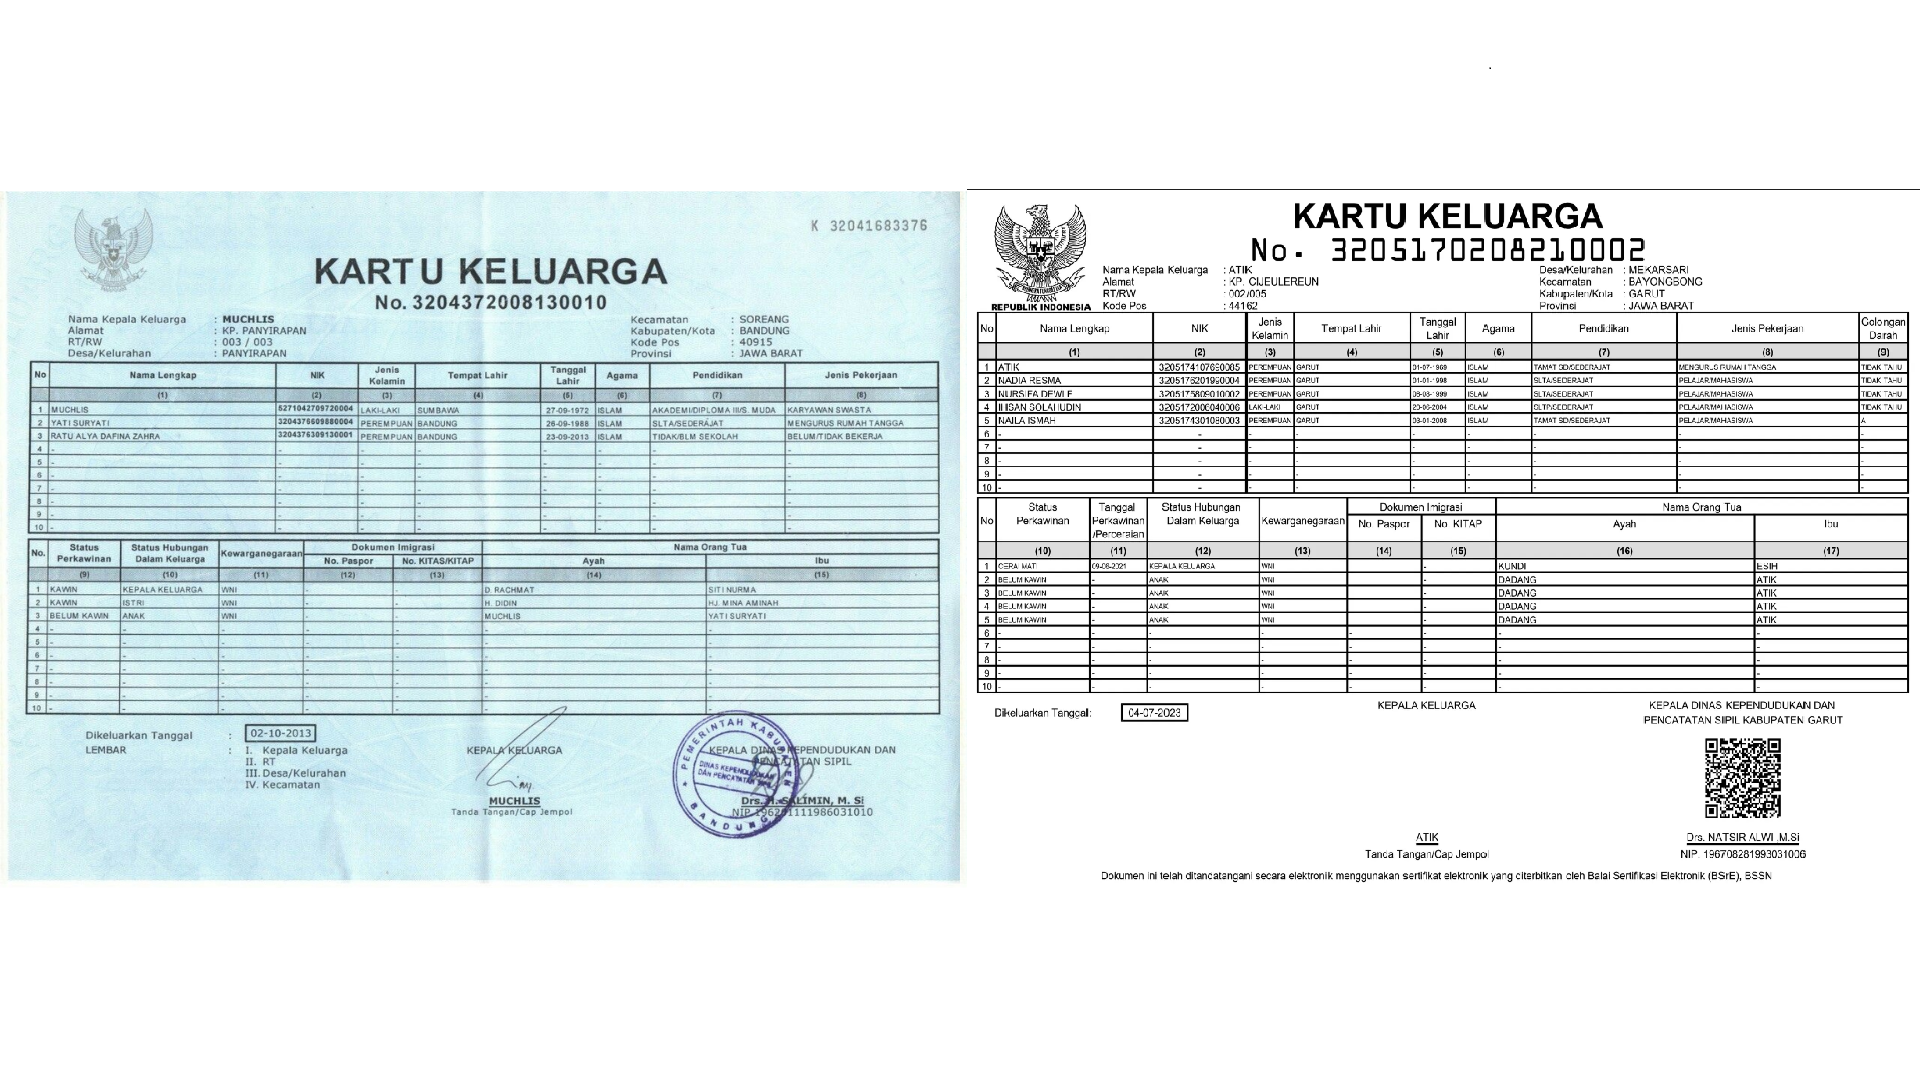 K 32041683376
KARTU KELUARGA
No. 3204372008130010
Nama Kepala Keluarga : MUCHLIS
Alamat : KP. PANYIRAPAN
RT/RW : 003 / 003
Desa/Kelurahan : PANYIRAPAN
Kecamatan : SOREANG
Kabupaten/Kota : BANDUNG
Kode Pos : 40915
Provinsi : JAWA BARAT
No Nama Lengkap NIK Jenis Kelamin Tempat Lahir Tanggal Lahir Agama Pendidikan Jenis Pekerjaan
(1) (2) (3) (4) (5) (6) (7) (8)
1 MUCHLIS 5271042709720004 LAKI-LAKI SUMBAWA 27-09-1972 ISLAM AKADEMI/DIPLOMA III/S. MUDA KARYAWAN SWASTA
2 YATI SURYATI 3204376609880004 PEREMPUAN BANDUNG 26-09-1988 ISLAM SLTA/SEDERAJAT MENGURUS RUMAH TANGGA
3 RATU ALYA DAFINA ZAHRA 3204376309130001 PEREMPUAN BANDUNG 23-09-2013 ISLAM TIDAK/BLM SEKOLAH BELUM/TIDAK BEKERJA
4 - - - - - - - -
5 - - - - - - - -
6 - - - - - - - -
7 - - - - - - - -
8 - - - - - - - -
9 - - - - - - - -
10 - - - - - - - -
No. Status Perkawinan Status Hubungan Dalam Keluarga Kewarganegaraan Dokumen Imigrasi Nama Orang Tua
No. Paspor No. KITAS/KITAP Ayah Ibu
(9) (10) (11) (12) (13) (14) (15)
1 KAWIN KEPALA KELUARGA WNI - - D. RACHMAT SITI NURMA
2 KAWIN ISTRI WNI - - H. DIDIN HJ. MINA AMINAH
3 BELUM KAWIN ANAK WNI - - MUCHLIS YATI SURYATI
4 - - - - - - -
5 - - - - - - -
6 - - - - - - -
7 - - - - - - -
8 - - - - - - -
9 - - - - - - -
10 - - - - - - -
Dikeluarkan Tanggal : 02-10-2013
LEMBAR : I. Kepala Keluarga
II. RT
III. Desa/Kelurahan
IV. Kecamatan
KEPALA KELUARGA
MUCHLIS
Tanda Tangan/Cap Jempol
KEPALA DINAS KEPENDUDUKAN DAN
PENCATATAN SIPIL
PEMERINTAH KABUPATEN
DINAS KEPENDUDUKAN
DAN PENCATATAN SIPIL
BANDUNG
Drs. H. SALIMIN, M. Si
REPUBLIK INDONESIA
KARTU KELUARGA
No. 3205170208210002
Nama Kepala Keluarga : ATIK
Alamat : KP. CIJEULEREUN
RT/RW : 002/005
Kode Pos : 44162
Desa/Kelurahan : MEKARSARI
Kecamatan : BAYONGBONG
Kabupaten/Kota : GARUT
Provinsi : JAWA BARAT
No Nama Lengkap NIK Jenis Kelamin Tempat Lahir Tanggal Lahir Agama Pendidikan Jenis Pekerjaan Golongan Darah
(1) (2) (3) (4) (5) (6) (7) (8) (9)
1 ATIK 3205174107690085 PEREMPUAN GARUT 01-07-1969 ISLAM TAMAT SD/SEDERAJAT MENGURUS RUMAH TANGGA TIDAK TAHU
2 NADIA RESMA 3205176201990004 PEREMPUAN GARUT 01-01-1998 ISLAM SLTA/SEDERAJAT PELAJAR/MAHASISWA TIDAK TAHU
3 NURSIFA DEWI F 3205175809010002 PEREMPUAN GARUT ISLAM SLTA/SEDERAJAT PELAJAR/MAHASISWA TIDAK TAHU
4 IHSAN SOLAHUDIN 3205172006040006 LAKI-LAKI GARUT 20-06-2004 ISLAM SLTP/SEDERAJAT PELAJAR/MAHASISWA TIDAK TAHU
5 NAILA ISMAH 3205174301080003 PEREMPUAN GARUT 03-01-2008 ISLAM TAMAT SD/SEDERAJAT PELAJAR/MAHASISWA A
6 - - - - - - - - -
7 - - - - - - - - -
8 - - - - - - - - -
9 - - - - - - - - -
10 - - - - - - - - -
No Status Perkawinan Tanggal Perkawinan /Perceraian Status Hubungan Dalam Keluarga Kewarganegaraan Dokumen Imigrasi Nama Orang Tua
No. Paspor No. KITAP Ayah Ibu
(10) (11) (12) (13) (14) (15) (16) (17)
1 CERAI MATI 09-06-2021 KEPALA KELUARGA WNI - KUNDI ESIH
2 BELUM KAWIN - ANAK WNI - DADANG ATIK
3 BELUM KAWIN - ANAK WNI - DADANG ATIK
4 BELUM KAWIN - ANAK WNI - DADANG ATIK
5 BELUM KAWIN - ANAK WNI - DADANG ATIK
6 - - - - - - - -
7 - - - - - - - -
8 - - - - - - - -
9 - - - - - - - -
10 - - - - - - - -
Dikeluarkan Tanggal: 04-07-2023
KEPALA KELUARGA
ATIK
Tanda Tangan/Cap Jempol
KEPALA DINAS KEPENDUDUKAN DAN
PENCATATAN SIPIL KABUPATEN GARUT
Drs. NATSIR ALWI ,M.Si
NIP. 196708281993031006
Dokumen ini telah ditandatangani secara elektronik menggunakan sertifikat elektronik yang diterbitkan oleh Balai Sertifikasi Elektronik (BSrE), BSSN